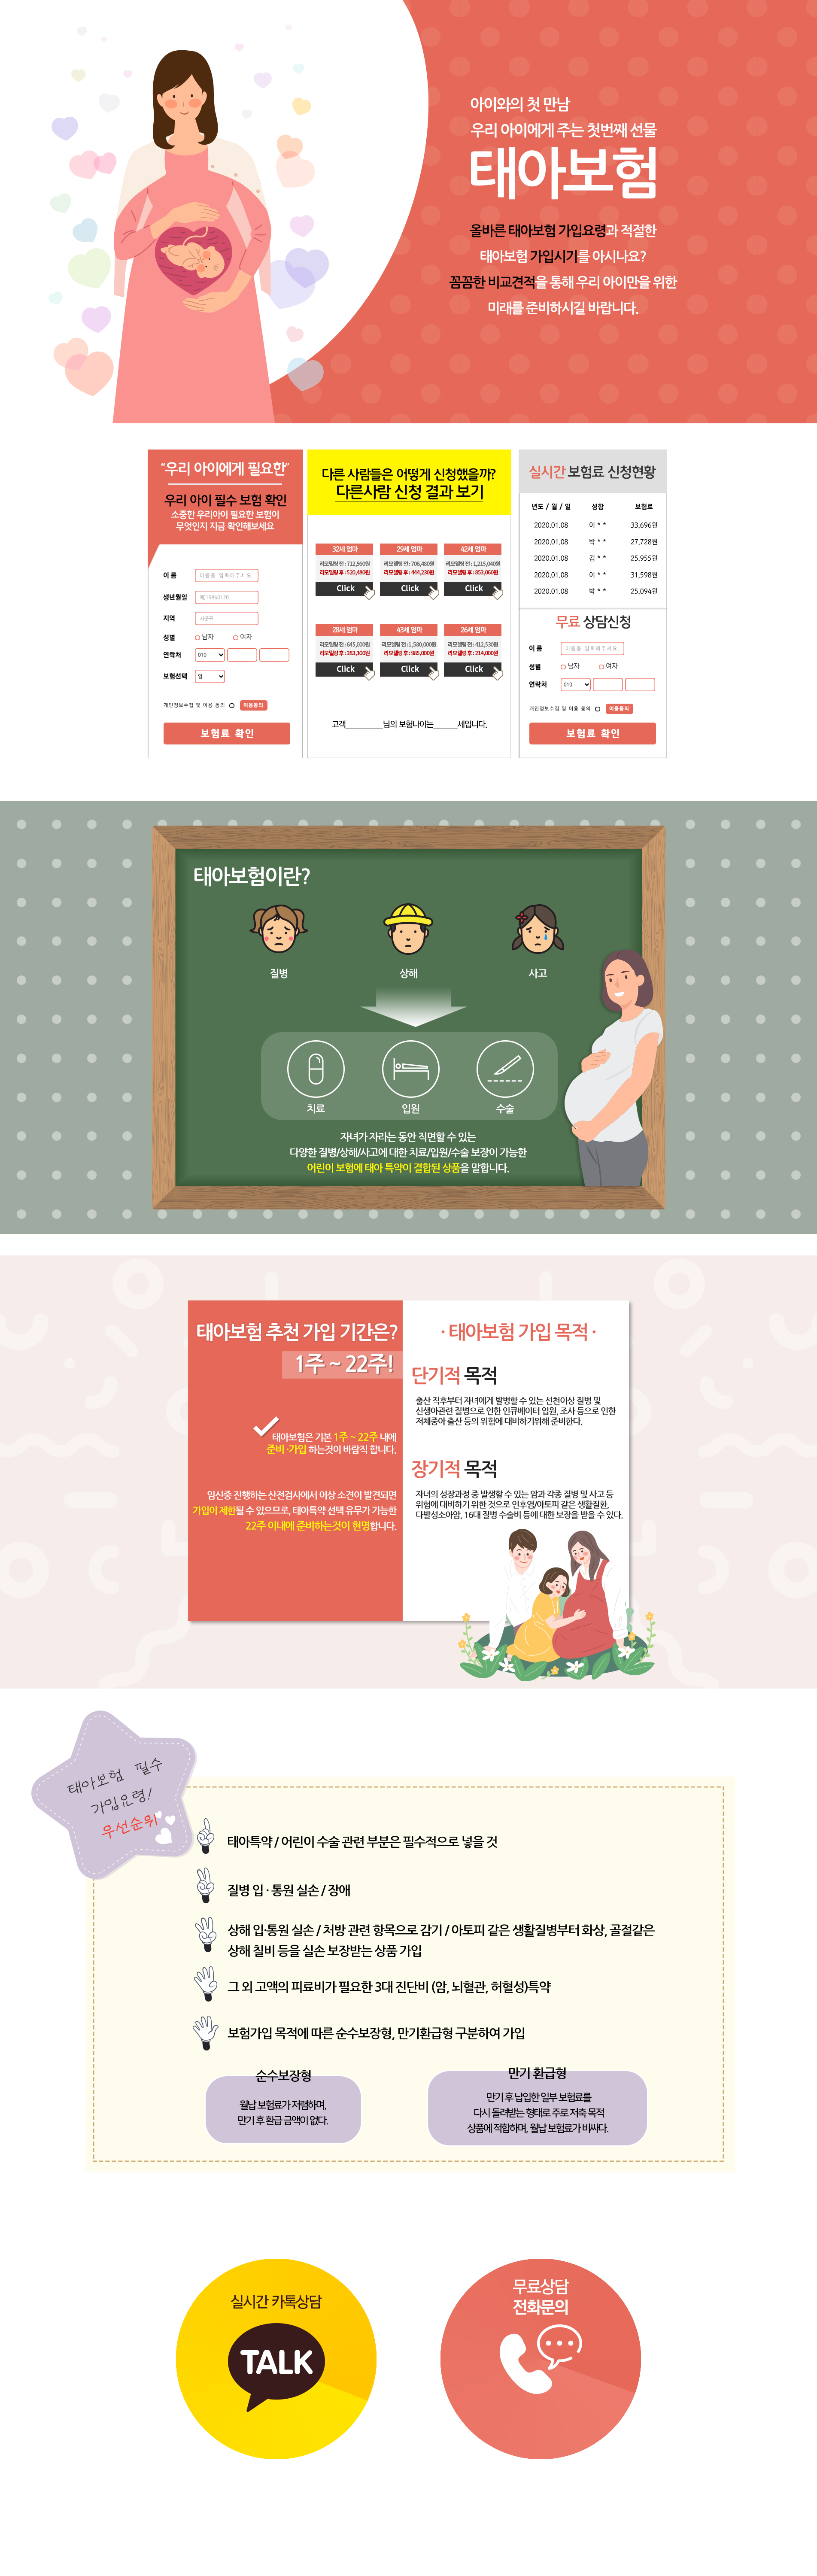 아이와의 첫 만남
우리 아이에게 주는 첫번째 선물
태아보험
올바른 태아보험 가입요령과 적절한
태아보험 가입시기를 아시나요?
꼼꼼한 비교견적을 통해 우리 아이만을 위한
미래를 준비하시길 바랍니다.
“우리 아이에게 필요한”
우리 아이 필수 보험 확인
소중한 우리아이 필요한 보험이
무엇인지 지금 확인해보세요
이 름 이름을 입력해주세요.
생년월일 예)19860120
지역 시군구
성별 남자 여자
연락처 010
보험선택 암
개인정보수집 및 이용 동의 이용동의
보험료 확인
다른 사람들은 어떻게 신청했을까?
다른사람 신청 결과 보기
32세 엄마 29세 엄마 42세 엄마
리모델링 전 : 712,560원 리모델링 전 : 706,480원 리모델링 전 : 1,215,040원
리모델링 후 : 520,480원 리모델링 후 : 444,230원 리모델링 후 : 853,060원
Click Click Click
28세 엄마 43세 엄마 26세 엄마
리모델링 전 : 645,000원 리모델링 전 :1,580,000원 리모델링 전 : 412,530원
리모델링 후 : 383,100원 리모델링 후 : 985,000원 리모델링 후 : 214,000원
Click Click Click
고객________님의 보험나이는_____세입니다.
실시간 보험료 신청현황
년도 / 월 / 일 성함 보험료
2020.01.08 이 * * 33,696원
2020.01.08 박 * * 27,728원
2020.01.08 김 * * 25,955원
2020.01.08 이 * * 31,598원
2020.01.08 박 * * 25,094원
무료 상담신청
이 름 이름을 입력해주세요.
성별 남자 여자
연락처 010
개인정보수집 및 이용 동의 이용동의
보험료 확인
태아보험이란?
질병 상해 사고
치료 입원 수술
자녀가 자라는 동안 직면할 수 있는
다양한 질병/상해/사고에 대한 치료/입원/수술 보장이 가능한
어린이 보험에 태아 특약이 결합된 상품을 말합니다.
태아보험 추천 가입 기간은?
1주 ~ 22주!
태아보험은 기본 1주 ~ 22주 내에
준비·가입 하는것이 바람직 합니다.
임신중 진행하는 산전검사에서 이상 소견이 발견되면
가입이 제한될 수 있으므로, 태아특약 선택 유무가 가능한
22주 이내에 준비하는것이 현명합니다.
· 태아보험 가입 목적 ·
단기적 목적
출산 직후부터 자녀에게 발병할 수 있는 선천이상 질병 및
신생아관련 질병으로 인한 인큐베이터 입원, 조사 등으로 인한
저체중아 출산 등의 위험에 대비하기위해 준비한다.
장기적 목적
자녀의 성장과정 중 발생할 수 있는 암과 각종 질병 및 사고 등
위험에 대비하기 위한 것으로 인후염/아토피 같은 생활질환,
다발성소아암, 16대 질병 수술비 등에 대한 보장을 받을 수 있다.
태아보험 필수
가입요령!
우선순위
태아특약 / 어린이 수술 관련 부분은 필수적으로 넣을 것
질병 입 · 통원 실손 / 장애
상해 입·통원 실손 / 처방 관련 항목으로 감기 / 아토피 같은 생활질병부터 화상, 골절같은
상해 칠비 등을 실손 보장받는 상품 가입
그 외 고액의 피료비가 필요한 3대 진단비 (암, 뇌혈관, 허혈성)특약
보험가입 목적에 따른 순수보장형, 만기환급형 구분하여 가입
순수보장형
월납 보험료가 저렴하며,
만기 후 환급 금액이 없다.
만기 환급형
만기 후 납입한 일부 보험료를
다시 돌려받는 형태로 주로 저축 목적
상품에 적합하며, 월납 보험료가 비싸다.
실시간 카톡상담
TALK
무료상담
전화문의